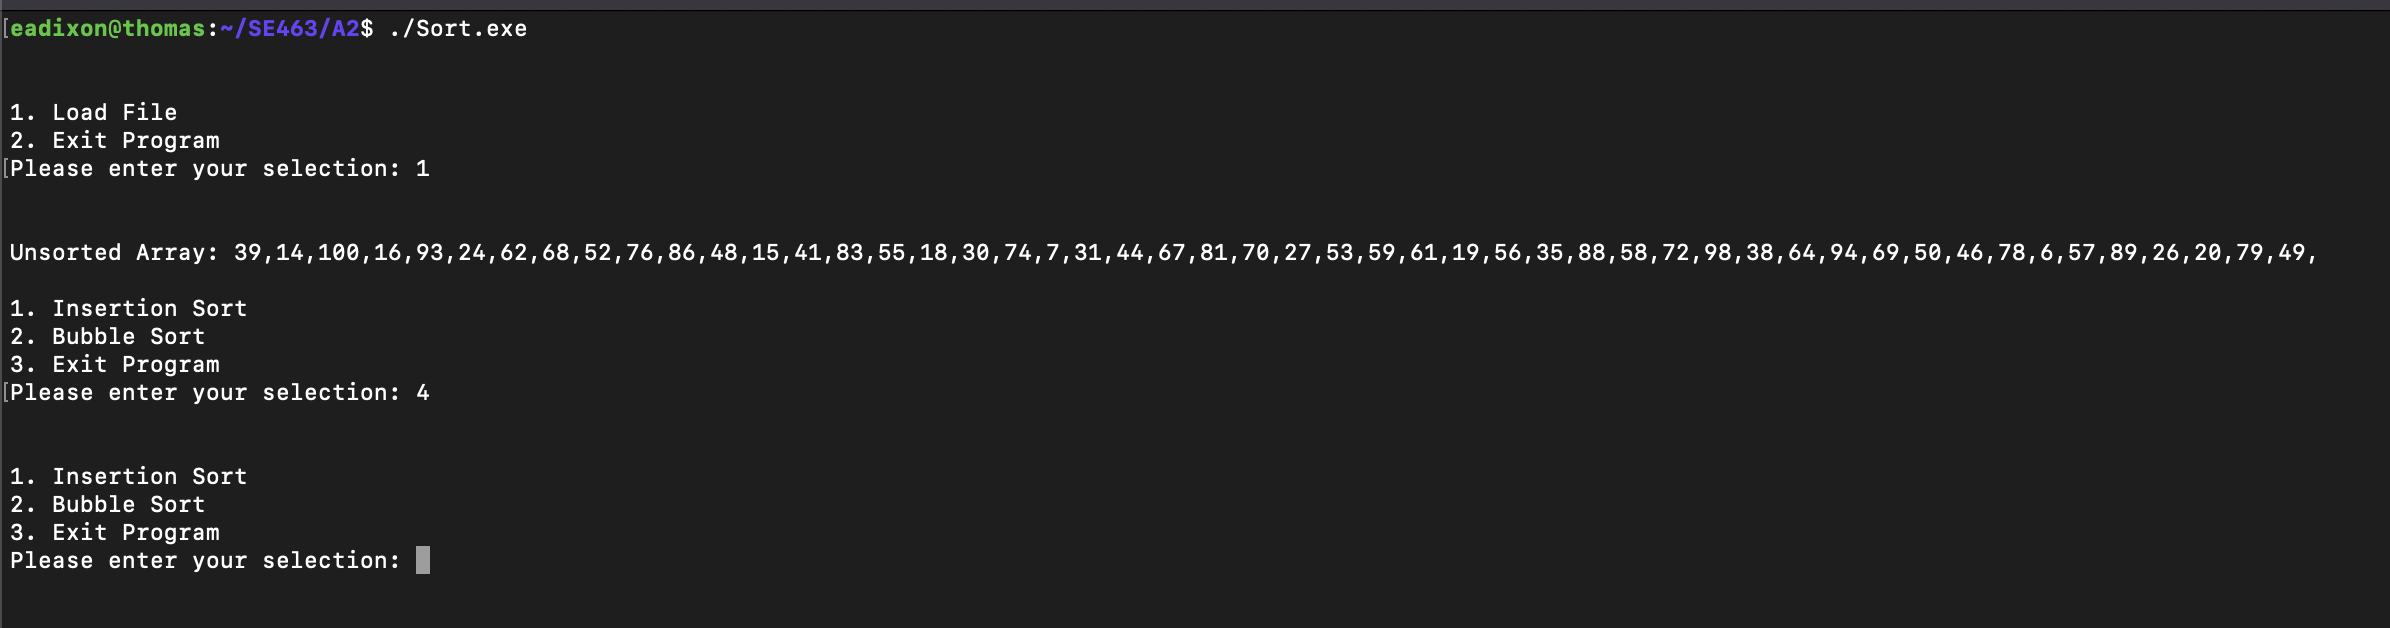 [eadixon@thomas:~/SE463/A2$ ./Sort.exe
1. Load File
2. Exit Program
[Please enter your selection: 1
Unsorted Array: 39,14,100,16,93,24,62,68,52,76,86,48,15,41,83,55,18,30,74,7,31,44,67,81,70,27,53,59,61,19,56,35,88,58,72,98,38,64,94,69,50,46,78,6,57,89,26,20,79,49,
1. Insertion Sort
2. Bubble Sort
3. Exit Program
[Please enter your selection: 4
1. Insertion Sort
2. Bubble Sort
3. Exit Program
Please enter your selection: